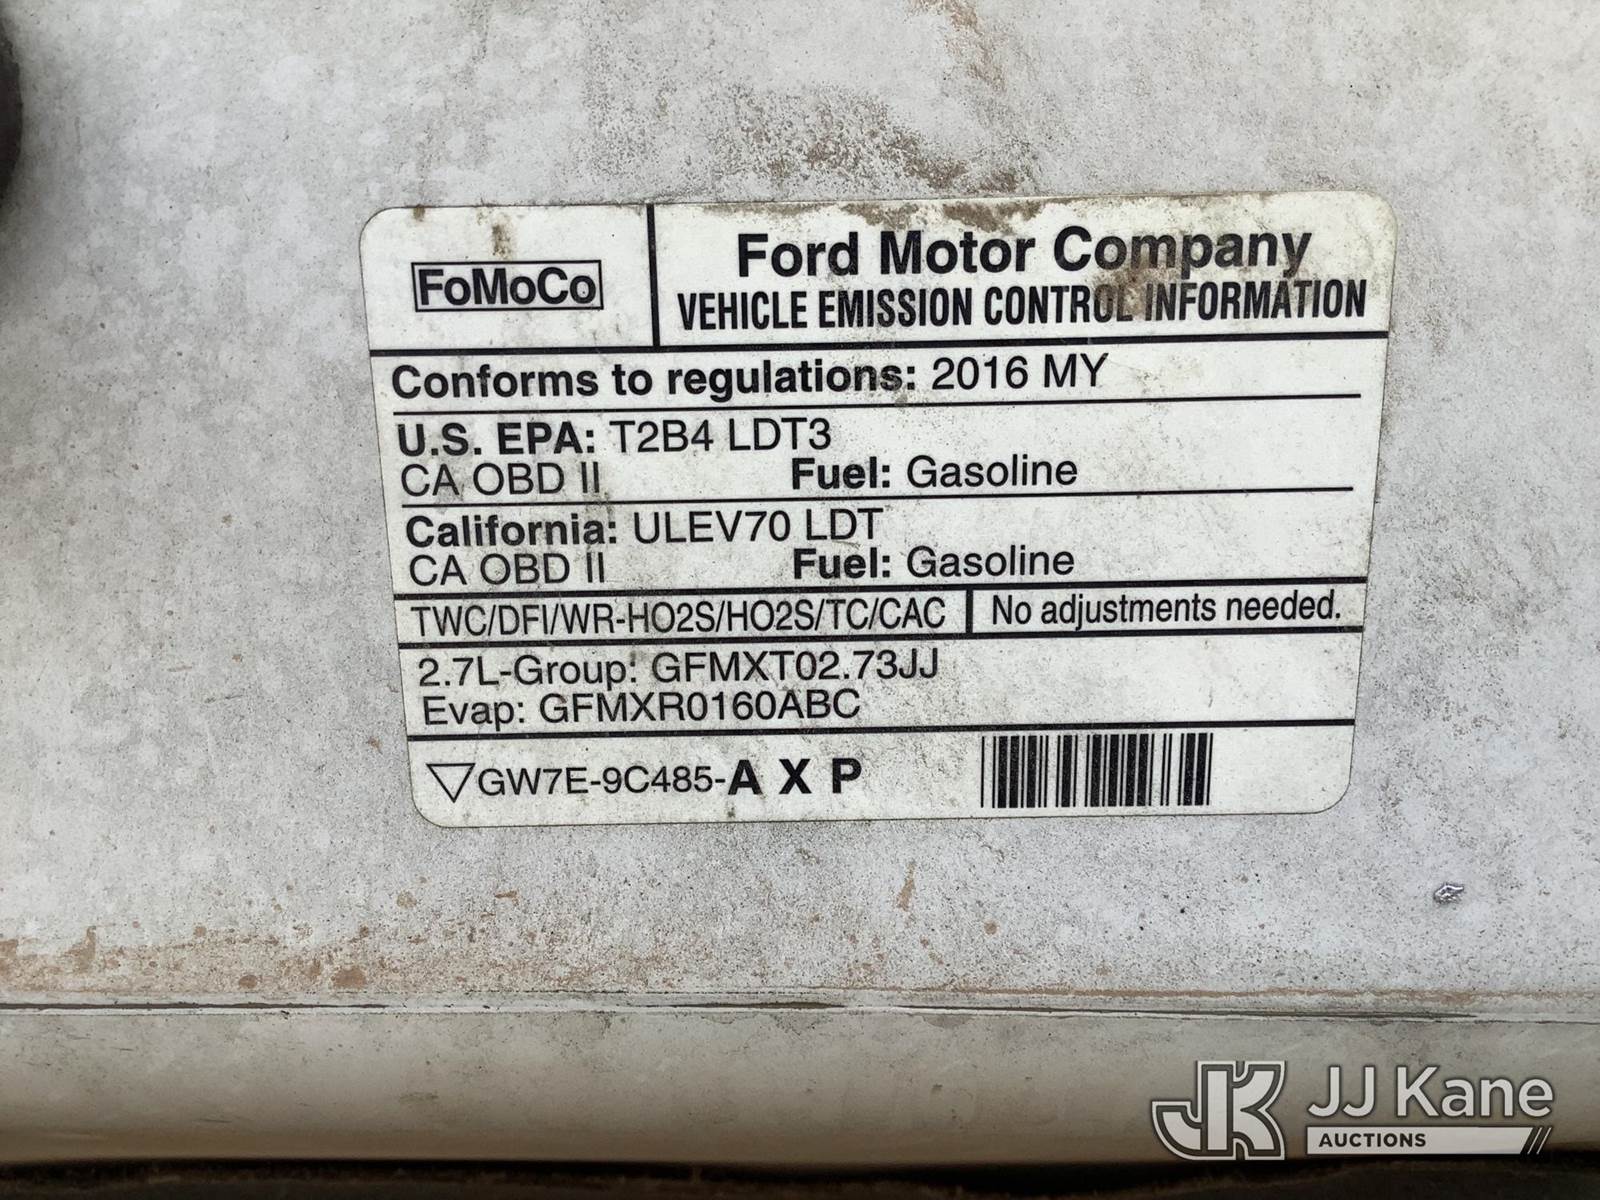 FoMoCo
Ford Motor Company
VEHICLE EMISSION CONTROL INFORMATION
Conforms to regulations: 2016 MY
U.S. EPA: T2B4 LDT3
CA OBD II Fuel: Gasoline
California: ULEV70 LDT
CA OBD II Fuel: Gasoline
TWC/DFI/WR-HO2S/HO2S/TC/CAC No adjustments needed.
2.7L-Group: GFMXT02.73JJ
Evap: GFMXR0160ABC
GW7E-9C485-A X P
JK JJ Kane
AUCTIONS